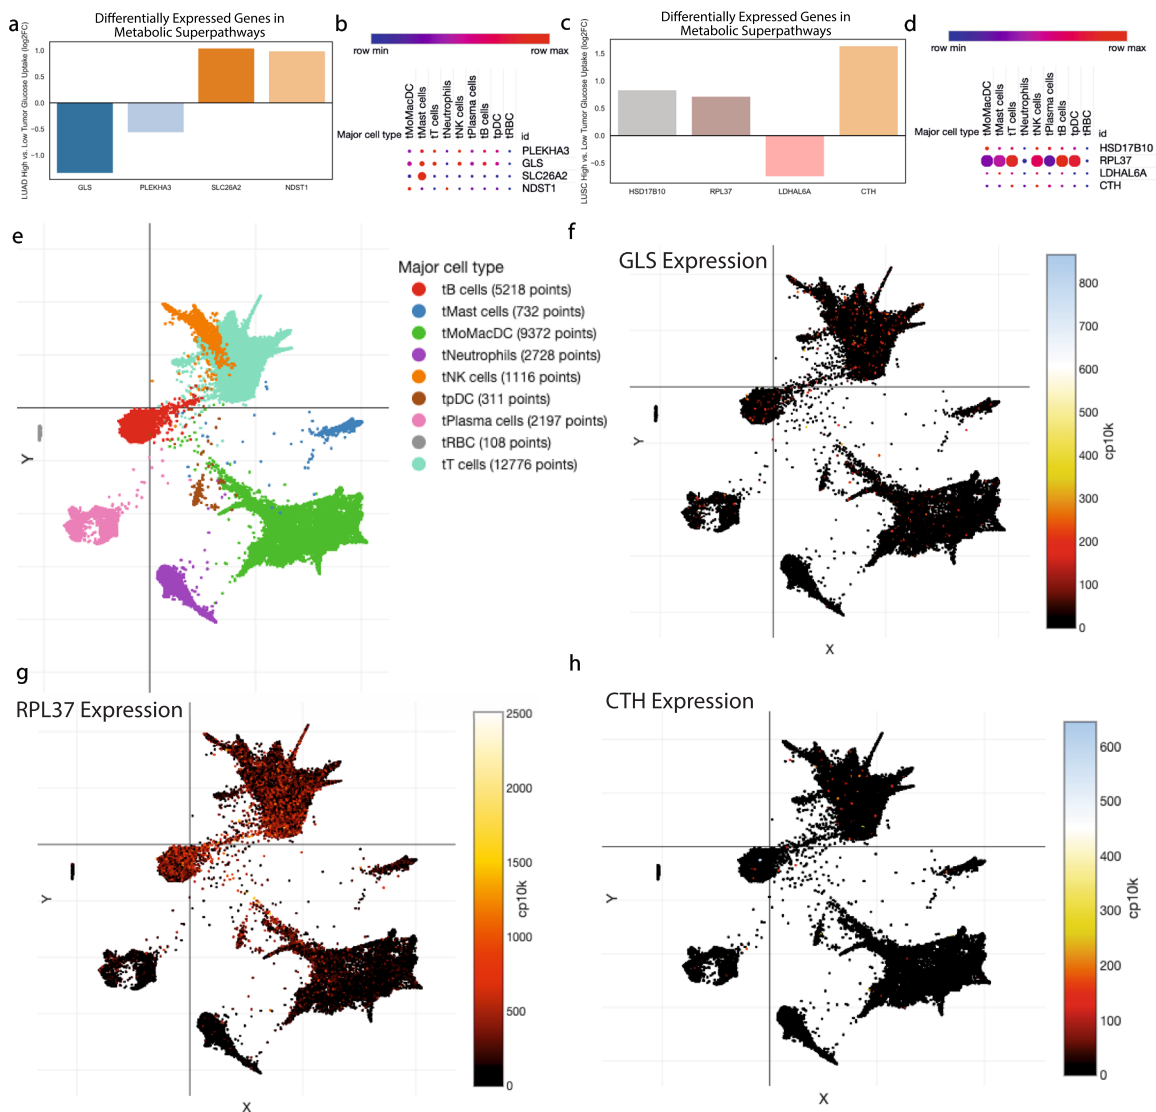 a
Differentially Expressed Genes in
Metabolic Superpathways
LUAD High vs. Low Tumor Glucose Uptake (log2FC)
1.0
0.5
0.0
−0.5
−1.0
GLS
PLEKHA3
SLC26A2
NDST1
b
row min
row max
Major cell type
tMoMacDC
tMast cells
tT cells
tNeutrophils
tNK cells
tPlasma cells
tB cells
tpDC
tRBC
id
PLEKHA3
GLS
SLC26A2
NDST1
c
Differentially Expressed Genes in
Metabolic Superpathways
LUSC High vs. Low Tumor Glucose Uptake (log2FC)
1.5
1.0
0.5
0.0
−0.5
HSD17B10
RPL37
LDHAL6A
CTH
d
row min
row max
Major cell type
tMoMacDC
tMast cells
tT cells
tNeutrophils
tNK cells
tPlasma cells
tB cells
tpDC
tRBC
id
HSD17B10
RPL37
LDHAL6A
CTH
e
Y
Major cell type
tB cells (5218 points)
tMast cells (732 points)
tMoMacDC (9372 points)
tNeutrophils (2728 points)
tNK cells (1116 points)
tpDC (311 points)
tPlasma cells (2197 points)
tRBC (108 points)
tT cells (12776 points)
f
GLS Expression
Y
X
800
700
600
500
400
300
200
100
0
cp10k
g
RPL37 Expression
Y
X
2500
2000
1500
1000
500
0
cp10k
h
CTH Expression
Y
X
600
500
400
300
200
100
0
cp10k